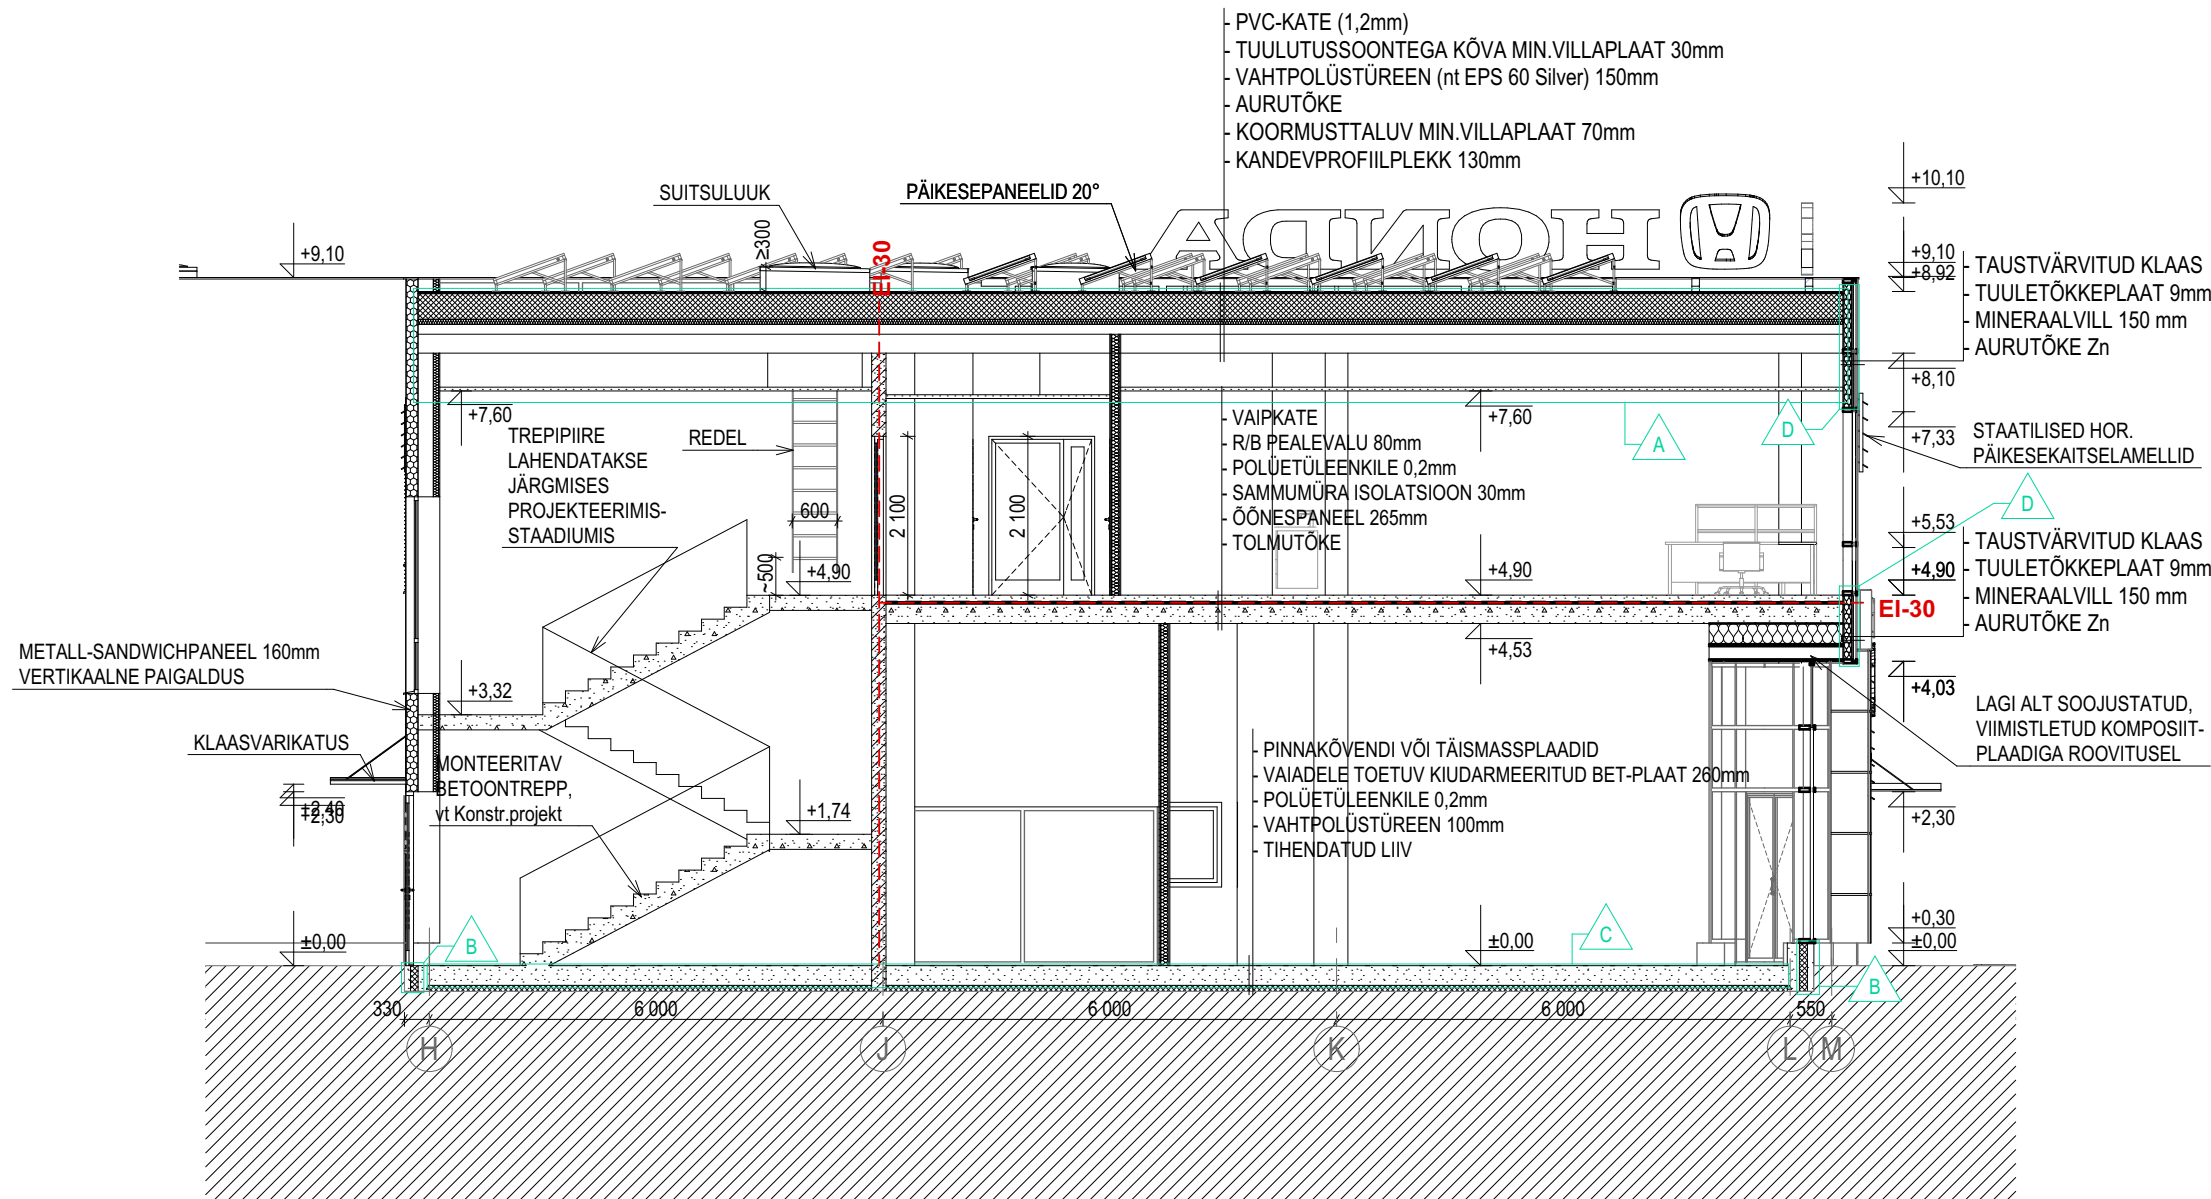 - PVC-KATE (1,2mm)
- TUULUTUSSOONTEGA KÕVA MIN.VILLAPLAAT 30mm
- VAHTPOLÜSTÜREEN (nt EPS 60 Silver) 150mm
- AURUTÕKE
- KOORMUSTTALUV MIN.VILLAPLAAT 70mm
- KANDEVPROFIILPLEKK 130mm
SUITSULUUK
PÄIKESEPANEELID 20°
HONDA
+10,10
+9,10
≥300
EI-30
+9,10
+8,92
- TAUSTVÄRVITUD KLAAS
- TUULETÕKKEPLAAT 9mm
- MINERAALVILL 150 mm
- AURUTÕKE Zn
+8,10
+7,60
+7,60
+7,33
STAATILISED HOR.
PÄIKESEKAITSELAMELLID
TREPIPIIRE
LAHENDATAKSE
JÄRGMISES
PROJEKTEERIMIS-
STAADIUMIS
REDEL
600
2 100
2 100
~500
+4,90
- VAIPKATE
- R/B PEALEVALU 80mm
- POLÜETÜLEENKILE 0,2mm
- SAMMUMÜRA ISOLATSIOON 30mm
- ÕÕNESPANEEL 265mm
- TOLMUTÕKE
A
D
D
+5,53
+4,90
+4,90
- TAUSTVÄRVITUD KLAAS
- TUULETÕKKEPLAAT 9mm
- MINERAALVILL 150 mm
- AURUTÕKE Zn
EI-30
+4,53
+4,03
METALL-SANDWICHPANEEL 160mm
VERTIKAALNE PAIGALDUS
+3,32
LAGI ALT SOOJUSTATUD,
VIIMISTLETUD KOMPOSIIT-
PLAADIGA ROOVITUSEL
KLAASVARIKATUS
MONTEERITAV
BETOONTREPP,
vt Konstr.projekt
+1,74
- PINNAKÕVENDI VÕI TÄISMASSPLAADID
- VAIADELE TOETUV KIUDARMEERITUD BET-PLAAT 260mm
- POLÜETÜLEENKILE 0,2mm
- VAHTPOLÜSTÜREEN 100mm
- TIHENDATUD LIIV
+2,40
+2,30
+2,30
+0,30
±0,00
±0,00
±0,00
B
C
B
330
6 000
6 000
6 000
550
H
J
K
L
M